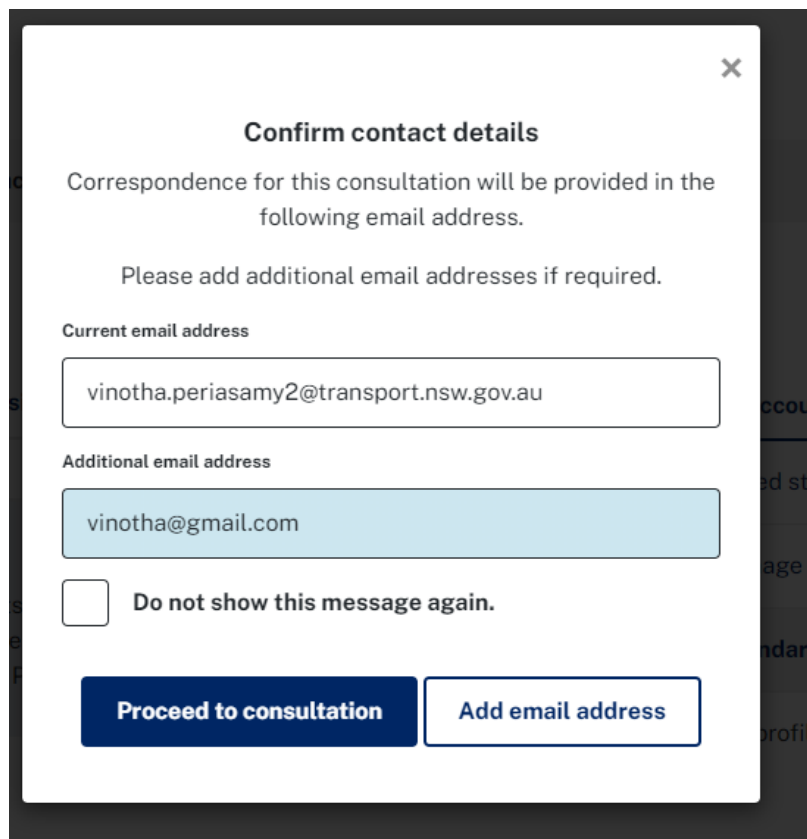 ×
Confirm contact details
Correspondence for this consultation will be provided in the
following email address.
Please add additional email addresses if required.
Current email address
vinotha.periasamy2@transport.nsw.gov.au
Additional email address
vinotha@gmail.com
Do not show this message again.
Proceed to consultation
Add email address